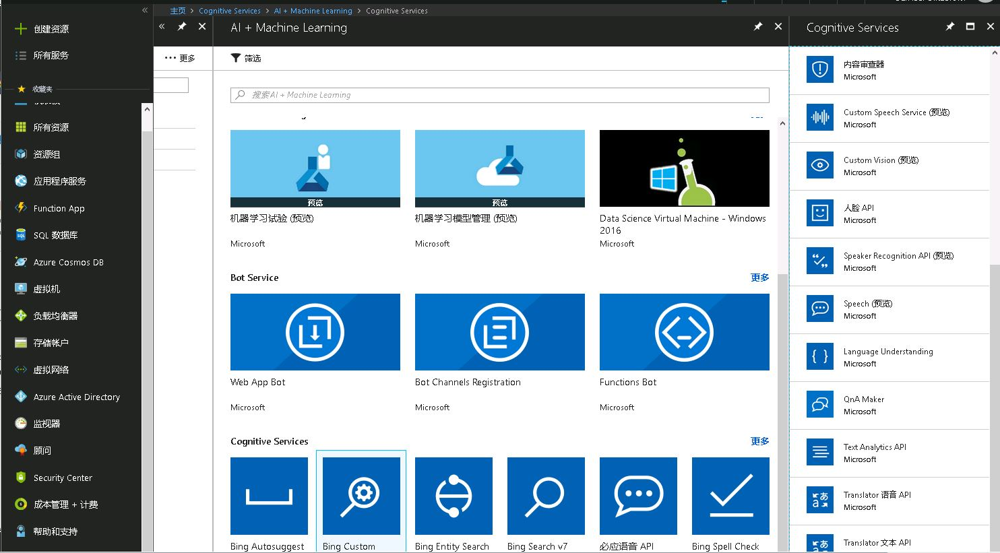 主页 > Cognitive Services > AI + Machine Learning > Cognitive Services
创建资源
所有服务
收藏夹
所有资源
资源组
应用程序服务
Function App
SQL 数据库
Azure Cosmos DB
虚拟机
负载均衡器
存储帐户
虚拟网络
Azure Active Directory
监视器
顾问
Security Center
成本管理 + 计费
帮助和支持
更多
AI + Machine Learning
筛选
搜索AI + Machine Learning
预览
预览
机器学习试验 (预览)
Microsoft
机器学习模型管理 (预览)
Microsoft
Data Science Virtual Machine - Windows
2016
Microsoft
Bot Service
更多
Web App Bot
Microsoft
Bot Channels Registration
Microsoft
Functions Bot
Microsoft
Cognitive Services
更多
Bing Autosuggest
Bing Custom
Bing Entity Search
Bing Search v7
必应语音 API
Bing Spell Check
Cognitive Services
内容审查器
Microsoft
Custom Speech Service (预览)
Microsoft
Custom Vision (预览)
Microsoft
人脸 API
Microsoft
Speaker Recognition API (预览)
Microsoft
Speech (预览)
Microsoft
Language Understanding
Microsoft
QnA Maker
Microsoft
Text Analytics API
Microsoft
Translator 语音 API
Microsoft
Translator 文本 API